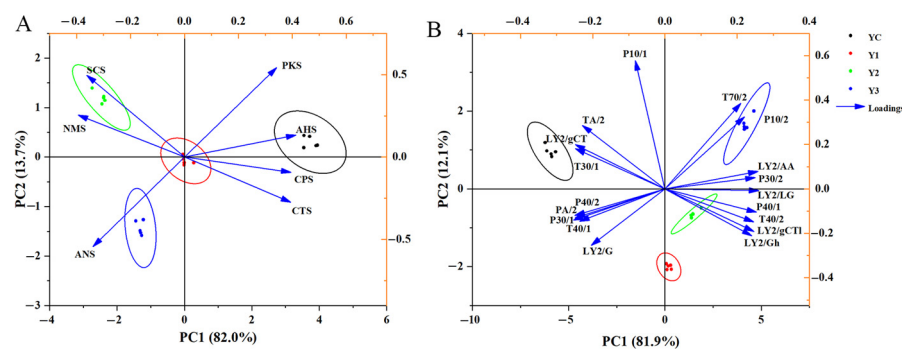 A
−0.4 −0.2 0.0 0.2 0.4 0.6
2
1
0
−1
−2
−3
PC2 (13.7%)
SCS
PKS
NMS
AHS
CPS
CTS
ANS
0.5
0.0
−0.5
−4 −2 0 2 4 6
PC1 (82.0%)
B
−0.4 −0.2 0.0 0.2 0.4
4
2
0
−2
PC2 (12.1%)
P10/1
T70/2
P10/2
TA/2
LY2/gCT
T30/1
LY2/AA
P30/2
LY2/LG
P40/2
PA/2
P30/1
T40/1
P40/1
T40/2
LY2/gCTl
LY2/Gh
LY2/G
0.6
0.4
0.2
0.0
−0.2
−0.4
−10 −5 0 5 10
PC1 (81.9%)
YC
Y1
Y2
Y3
Loadings